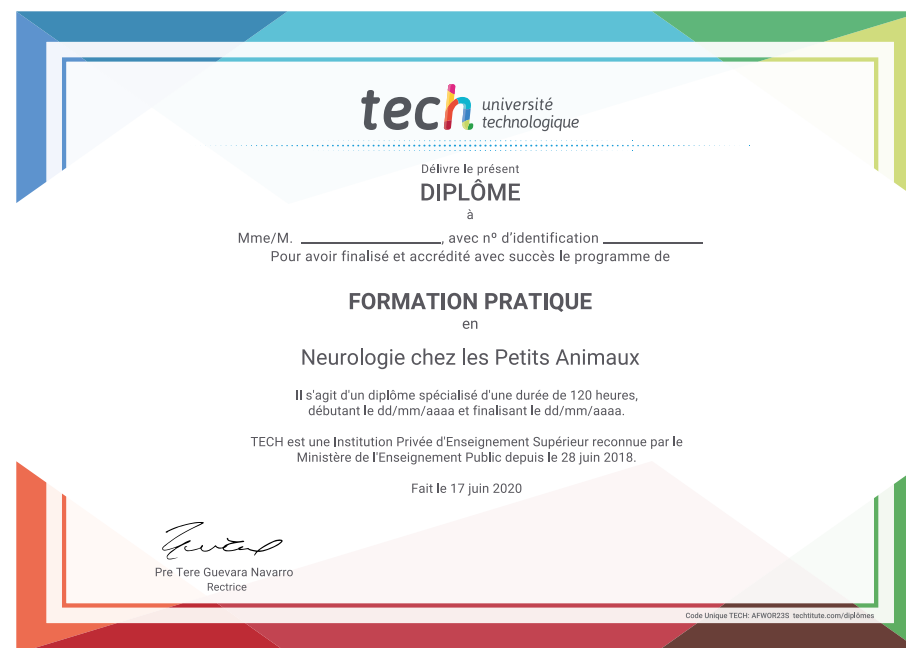 tech université
technologique
Délivre le présent
DIPLÔME
à
Mme/M. ____________________, avec nº d'identification ______________
Pour avoir finalisé et accrédité avec succès le programme de
FORMATION PRATIQUE
en
Neurologie chez les Petits Animaux
Il s'agit d'un diplôme spécialisé d'une durée de 120 heures,
débutant le dd/mm/aaaa et finalisant le dd/mm/aaaa.
TECH est une Institution Privée d'Enseignement Supérieur reconnue par le
Ministère de l'Enseignement Public depuis le 28 juin 2018.
Fait le 17 juin 2020
Pre Tere Guevara Navarro
Rectrice
Code Unique TECH: AFWOR23S techtitute.com/diplômes